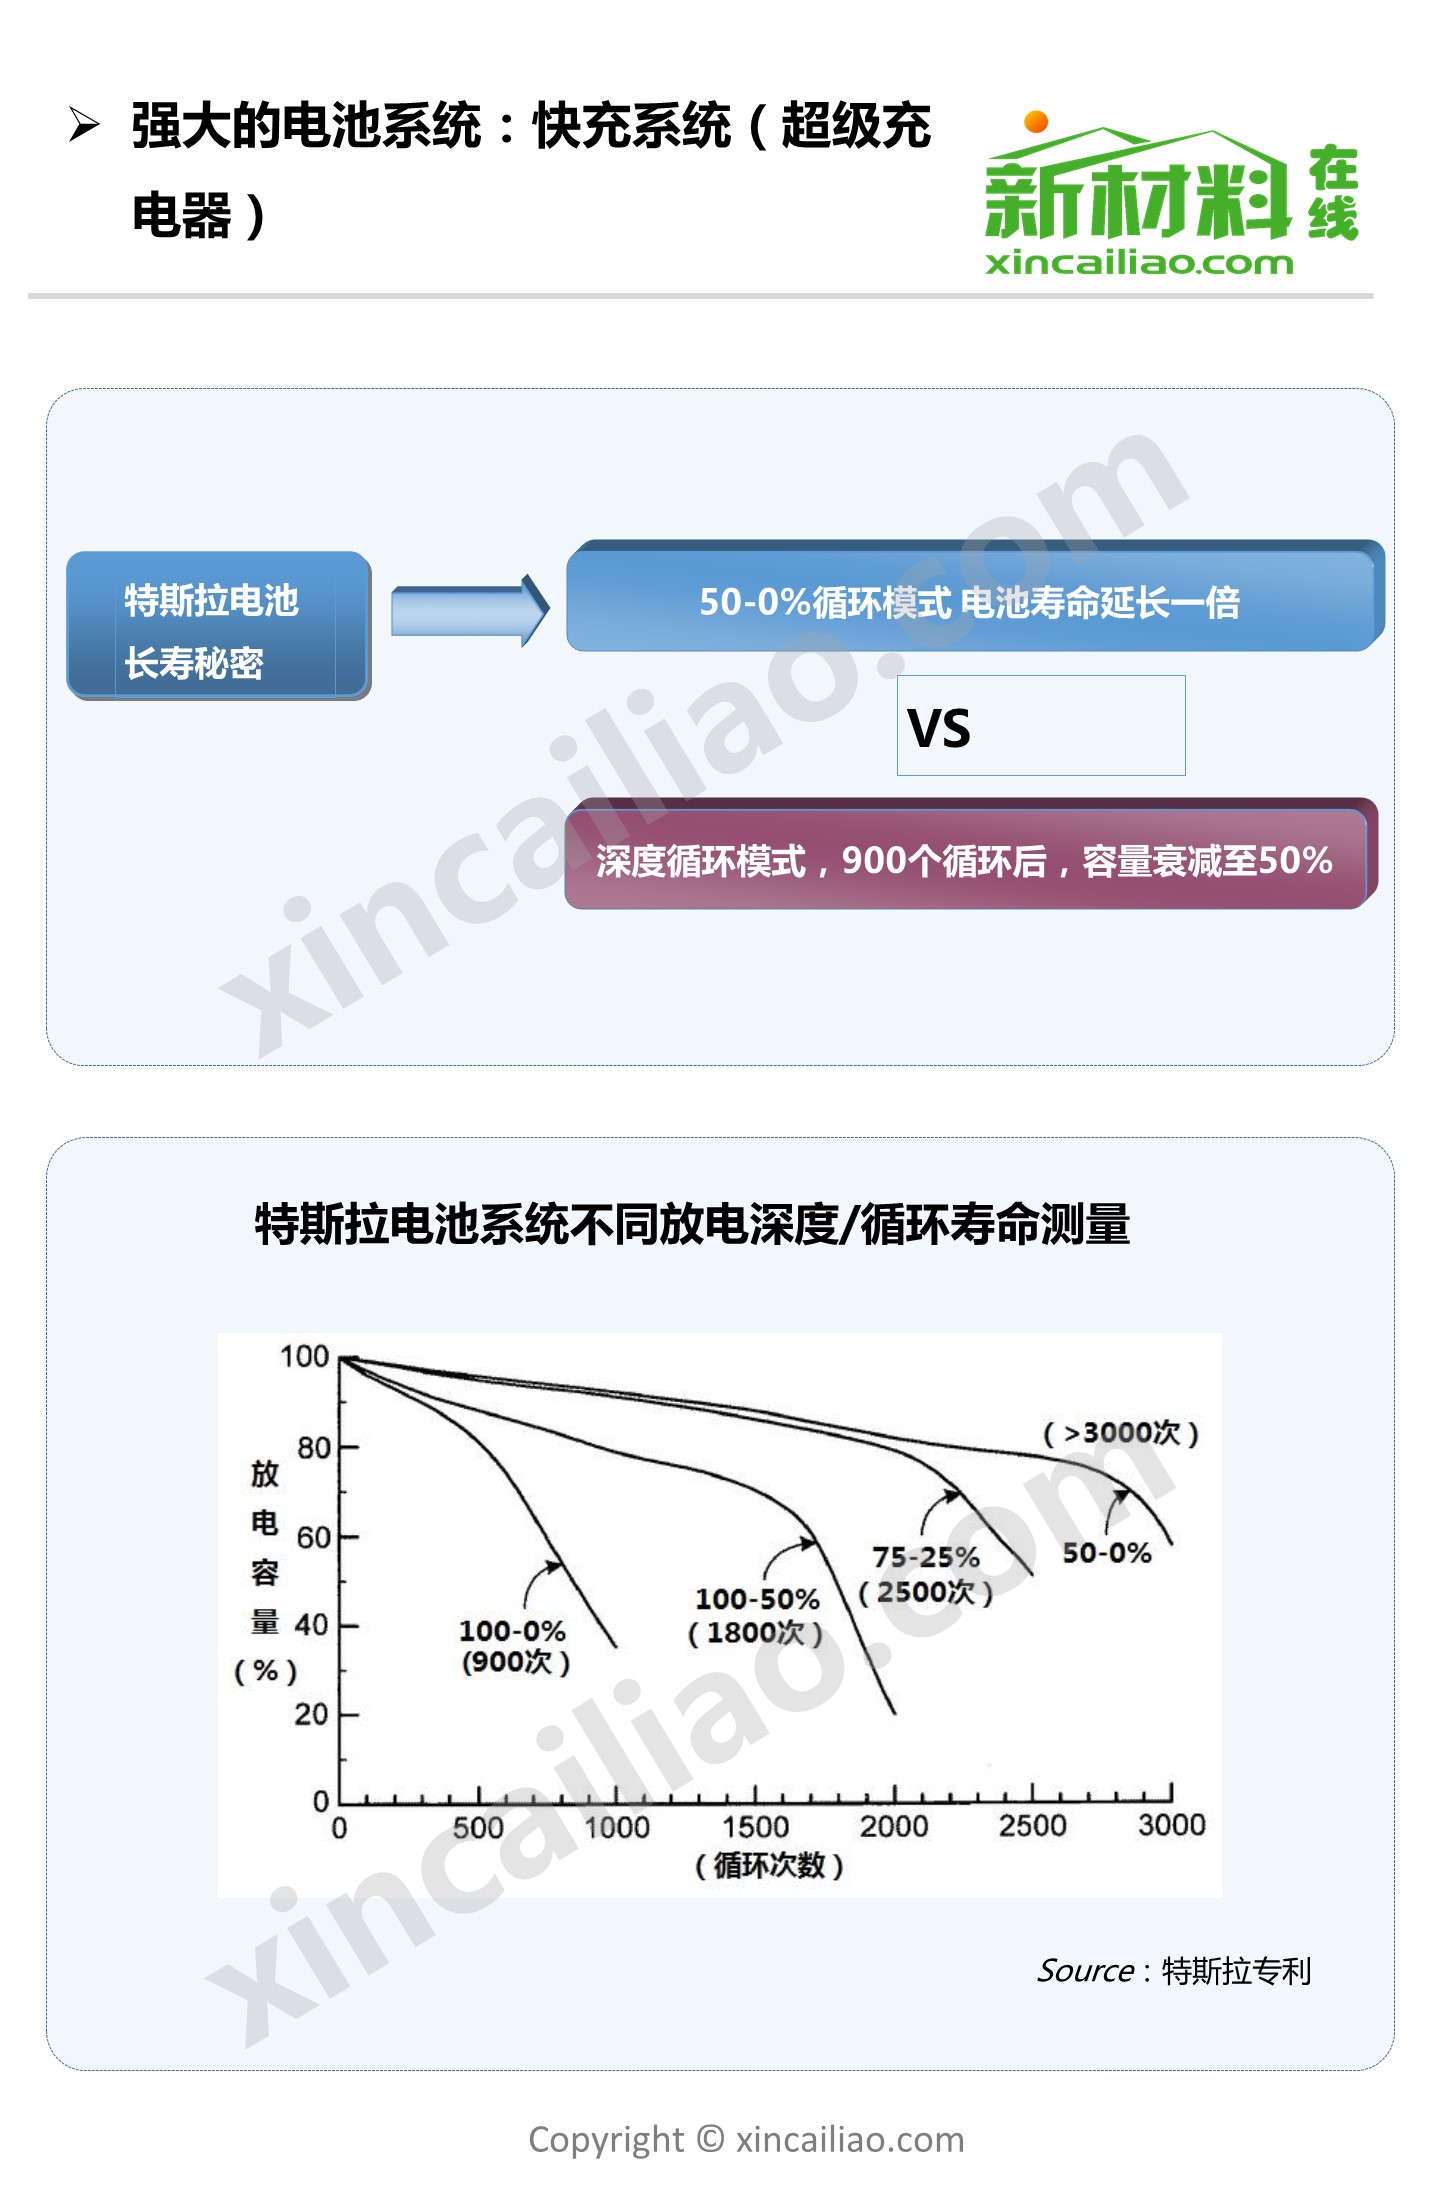 强大的电池系统：快充系统（超级充
电器）
新材料在线
xincailiao.com
特斯拉电池
长寿秘密
50-0%循环模式 电池寿命延长一倍
VS
深度循环模式，900个循环后，容量衰减至50%
xincailiao.com
特斯拉电池系统不同放电深度/循环寿命测量
放电容量（%）
100
80
60
40
20
0
0 500 1000 1500 2000 2500 3000
（循环次数）
100-0%
(900次）
100-50%
（1800次）
75-25%
（2500次）
（>3000次）
50-0%
xincailiao.com
Source：特斯拉专利
Copyright © xincailiao.com